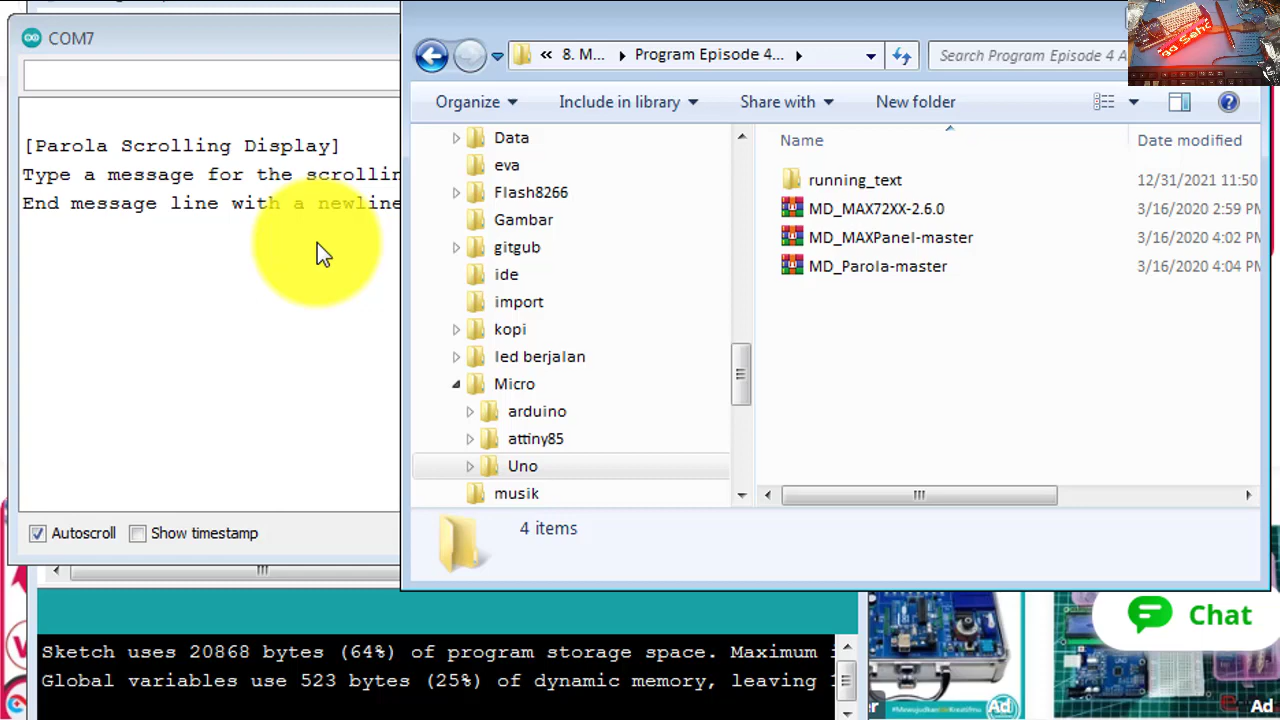 COM7
[Parola Scrolling Display]
Type a message for the scrollin
End message line with a newline
Autoscroll
Show timestamp
8. M...
Program Episode 4...
Search Program Episode 4 A
Organize
Include in library
Share with
New folder
Data
eva
Flash8266
Gambar
gitgub
ide
import
kopi
led berjalan
Micro
arduino
attiny85
Uno
musik
Name
Date modified
running_text
12/31/2021 11:50
MD_MAX72XX-2.6.0
3/16/2020 2:59 PM
MD_MAXPanel-master
3/16/2020 4:02 PM
MD_Parola-master
3/16/2020 4:04 PM
4 items
Sketch uses 20868 bytes (64%) of program storage space. Maximum
Global variables use 523 bytes (25%) of dynamic memory, leaving 1
Chat
Ad
Ad